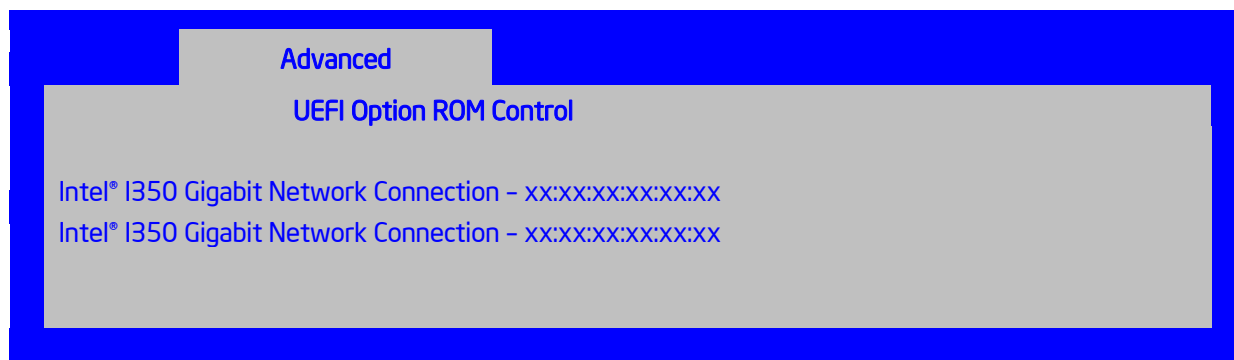 Advanced
UEFI Option ROM Control
Intel® I350 Gigabit Network Connection – xx:xx:xx:xx:xx:xx
Intel® I350 Gigabit Network Connection – xx:xx:xx:xx:xx:xx